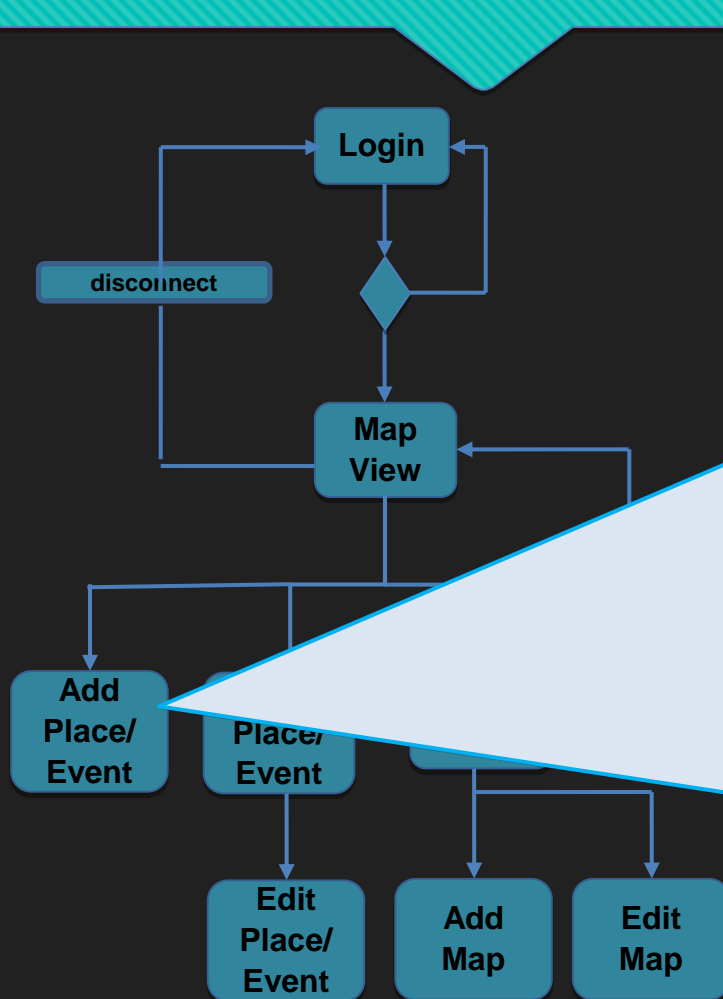 Login
disconnect
Map
View
Add
Place/
Event
Place/
Event
Edit
Place/
Event
Add
Map
Edit
Map